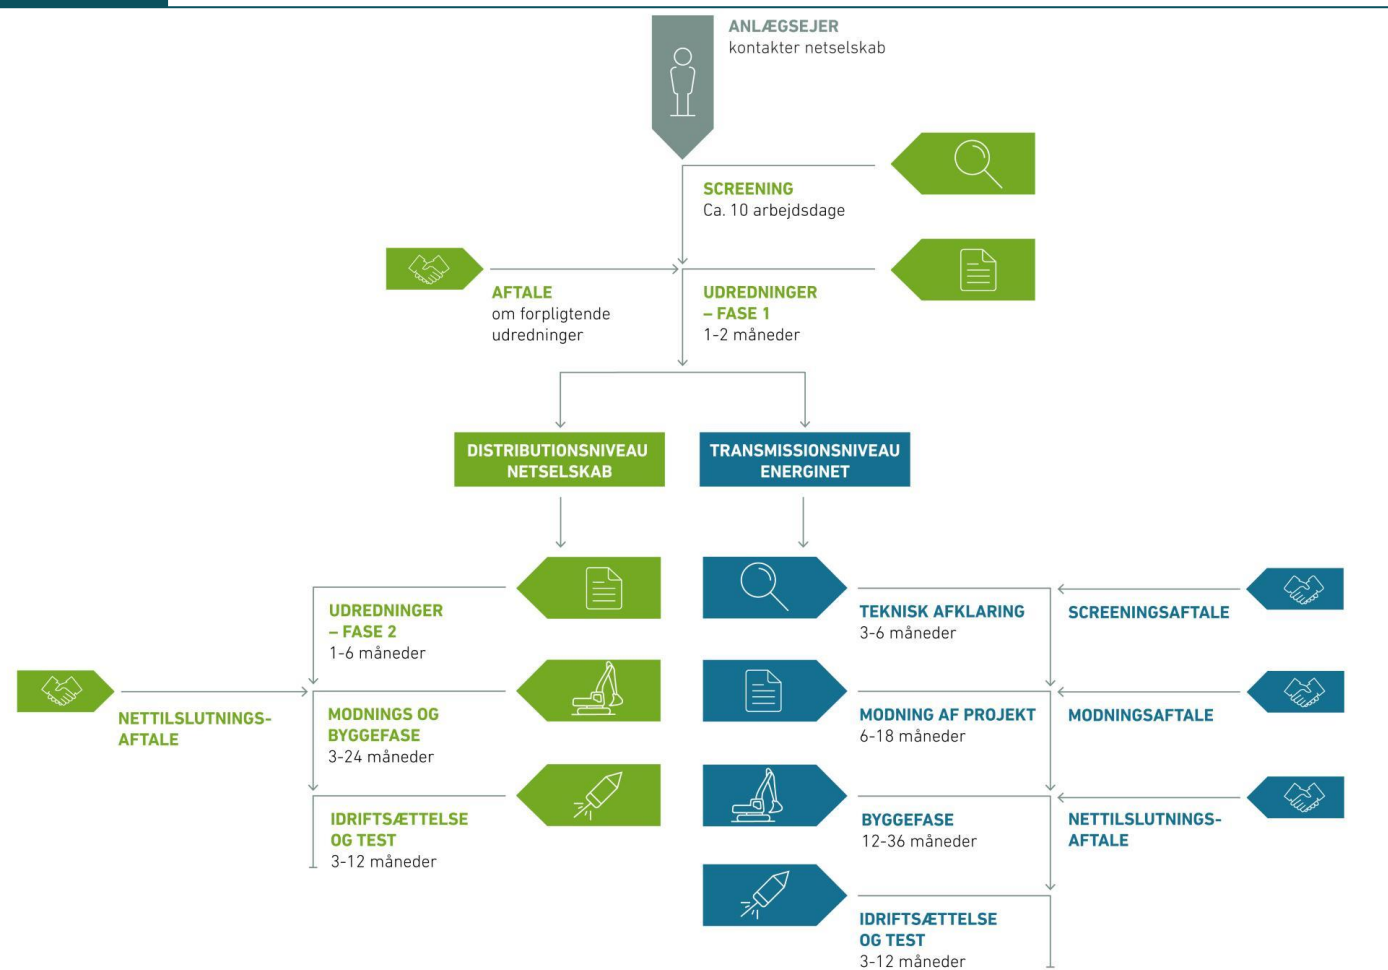 ANLÆGSEJER
kontakter netselskab
SCREENING
Ca. 10 arbejdsdage
AFTALE
om forpligtende
udredninger
UDREDNINGER
– FASE 1
1-2 måneder
DISTRIBUTIONSNIVEAU
NETSELSKAB
TRANSMISSIONSNIVEAU
ENERGINET
UDREDNINGER
– FASE 2
1-6 måneder
NETTILSLUTNINGS-
AFTALE
MODNINGS OG
BYGGEFASE
3-24 måneder
IDRIFTSÆTTELSE
OG TEST
3-12 måneder
TEKNISK AFKLARING
3-6 måneder
SCREENINGSAFTALE
MODNING AF PROJEKT
6-18 måneder
MODNINGSAFTALE
BYGGEFASE
12-36 måneder
NETTILSLUTNINGS-
AFTALE
IDRIFTSÆTTELSE
OG TEST
3-12 måneder